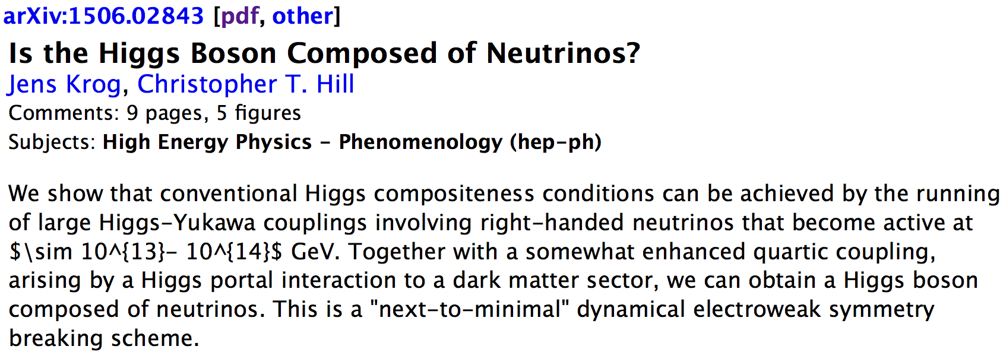 arXiv:1506.02843 [pdf, other]
Is the Higgs Boson Composed of Neutrinos?
Jens Krog, Christopher T. Hill
Comments: 9 pages, 5 figures
Subjects: High Energy Physics - Phenomenology (hep-ph)
We show that conventional Higgs compositeness conditions can be achieved by the running
of large Higgs-Yukawa couplings involving right-handed neutrinos that become active at
$\sim 10^{13}- 10^{14}$ GeV. Together with a somewhat enhanced quartic coupling,
arising by a Higgs portal interaction to a dark matter sector, we can obtain a Higgs boson
composed of neutrinos. This is a "next-to-minimal" dynamical electroweak symmetry
breaking scheme.